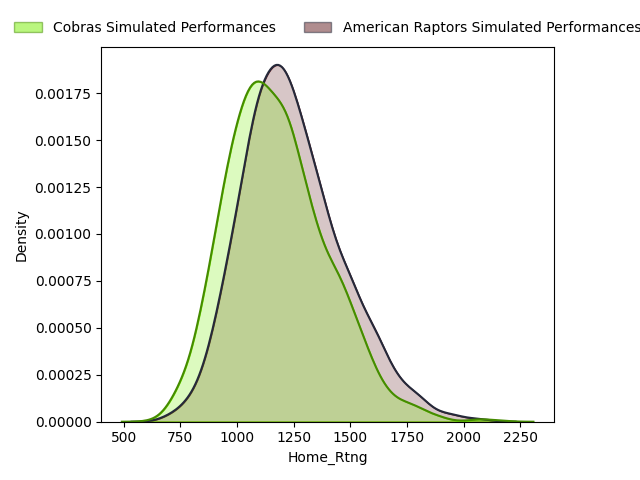 Cobras Simulated Performances
American Raptors Simulated Performances
0.00175
0.00150
0.00125
0.00100
0.00075
0.00050
0.00025
0.00000
Density
500 750 1000 1250 1500 1750 2000 2250
Home_Rtng